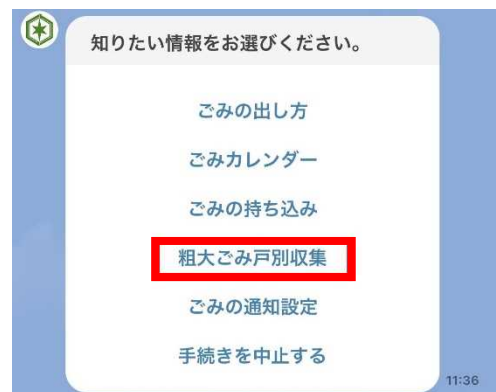 知りたい情報をお選びください。
ごみの出し方
ごみカレンダー
ごみの持ち込み
粗大ごみ戸別収集
ごみの通知設定
手続きを中止する
11:36